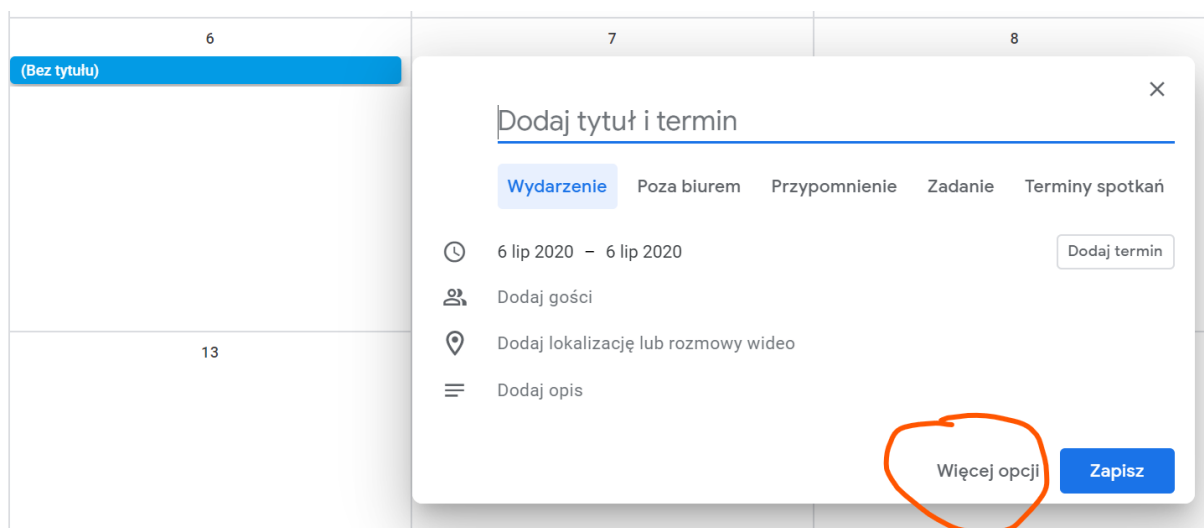 6 7 8
(Bez tytułu)
Dodaj tytuł i termin
Wydarzenie Poza biurem Przypomnienie Zadanie Terminy spotkań
6 lip 2020 – 6 lip 2020 Dodaj termin
Dodaj gości
Dodaj lokalizację lub rozmowy wideo
13
Dodaj opis
Więcej opcji Zapisz